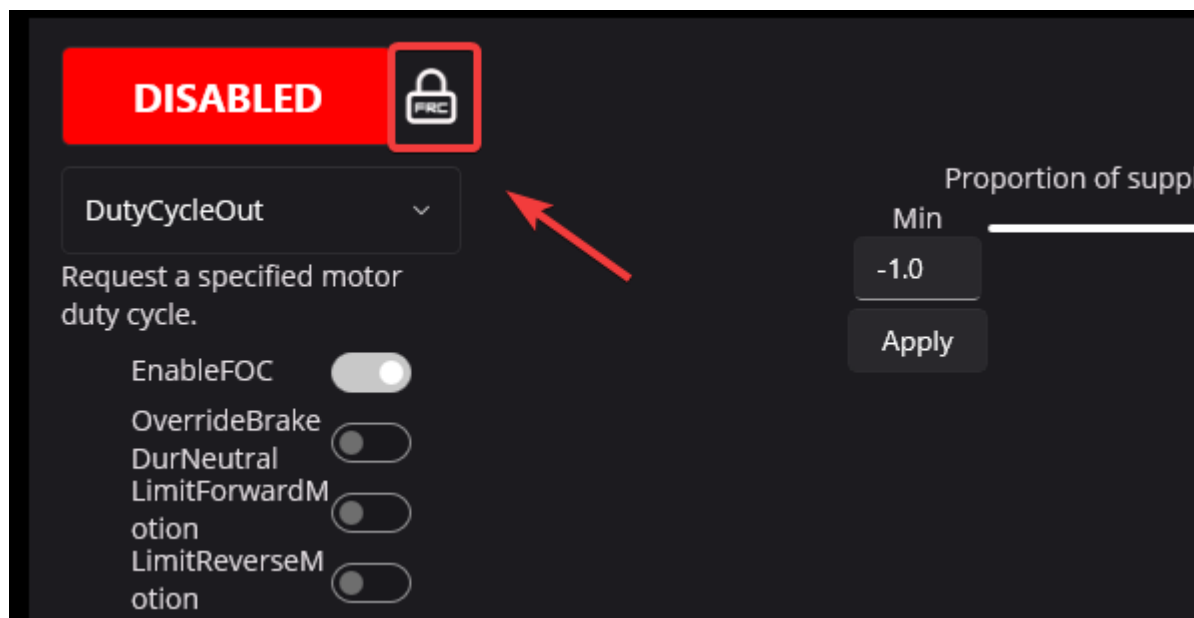 DISABLED
FRC
DutyCycleOut
Proportion of supp
Min
-1.0
Apply
Request a specified motor
duty cycle.
EnableFOC
OverrideBrake
DurNeutral
LimitForwardM
otion
LimitReverseM
otion